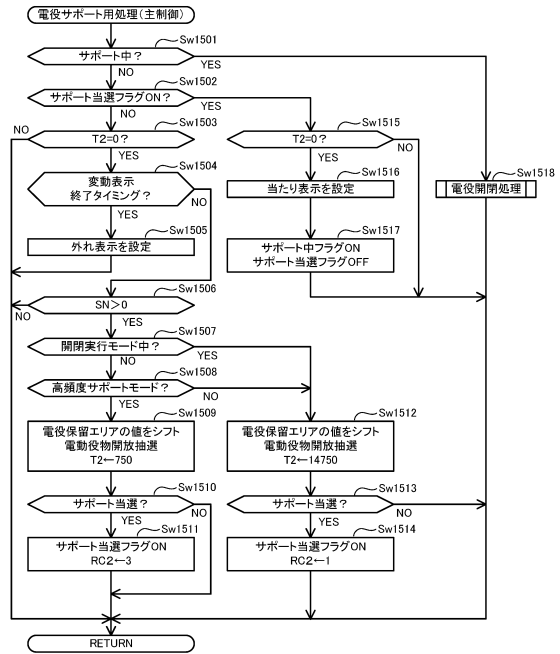 電役サポート用処理(主制御)
Sw1501
サポート中？
YES
NO
Sw1502
サポート当選フラグON？
YES
NO
Sw1503
T2=0？
NO
YES
Sw1515
T2=0？
NO
YES
Sw1504
変動表示
終了タイミング？
NO
YES
Sw1516
当たり表示を設定
Sw1518
電役開閉処理
Sw1505
外れ表示を設定
Sw1517
サポート中フラグON
サポート当選フラグOFF
Sw1506
SN>0
NO
YES
Sw1507
開閉実行モード中？
YES
NO
Sw1508
高頻度サポートモード？
NO
YES
Sw1509
電役保留エリアの値をシフト
電動役物開放抽選
T2←750
Sw1512
電役保留エリアの値をシフト
電動役物開放抽選
T2←14750
Sw1510
サポート当選？
NO
YES
Sw1513
サポート当選？
NO
YES
Sw1511
サポート当選フラグON
RC2←3
Sw1514
サポート当選フラグON
RC2←1
RETURN